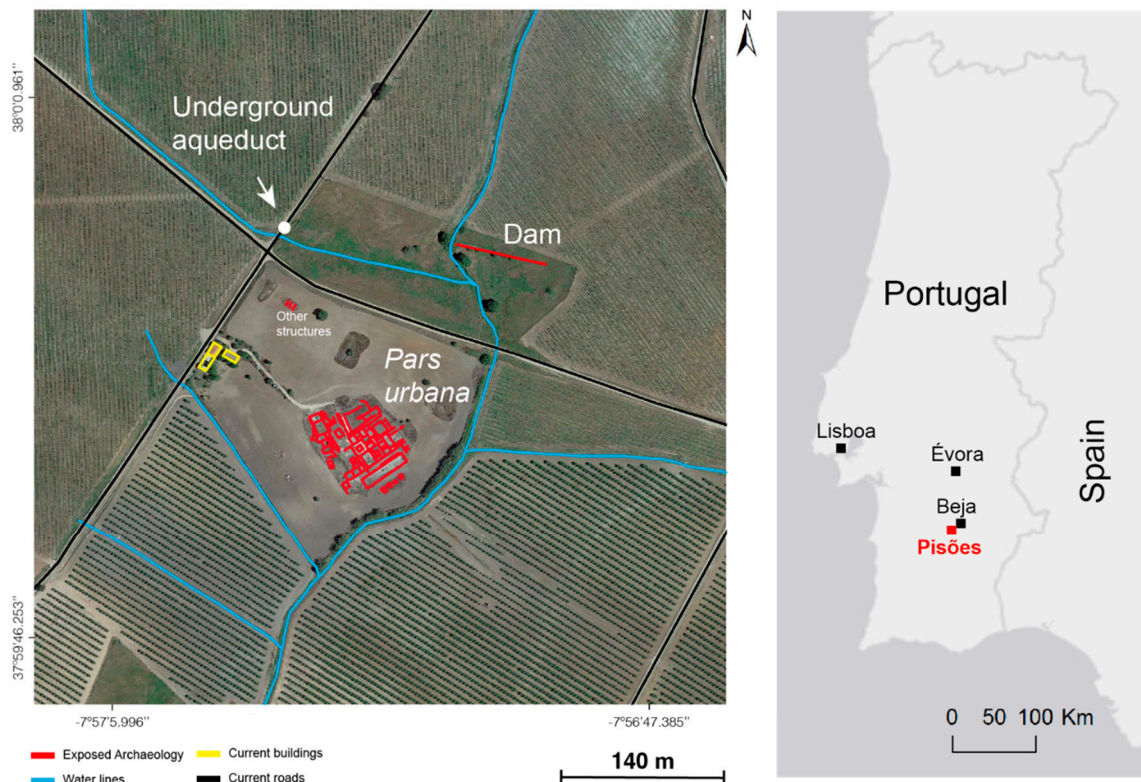 N
38°0'0.961"
Underground
aqueduct
Dam
Other
structures
Pars
urbana
37°59'46.253"
-7°57'5.996"
-7°56'47.385"
Exposed Archaeology
Current buildings
Water lines
Current roads
140 m
Portugal
Spain
Lisboa
Évora
Beja
Pisões
0 50 100 Km